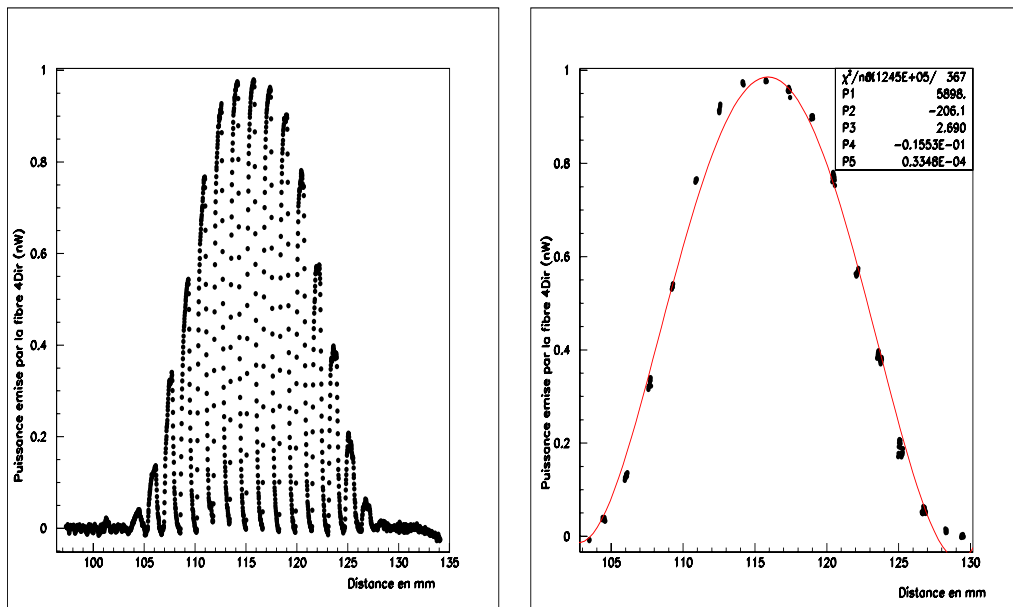 1
0.8
0.6
0.4
0.2
0
Puissance emise par la fibre 4Dir (nW)
100 105 110 115 120 125 130 135
Distance en mm
1
0.8
0.6
0.4
0.2
0
Puissance emise par la fibre 4Dir (nW)
105 110 115 120 125 130
Distance en mm
1245E+05/ 367
P1 5898.
P2 -206.1
P3 2.690
P4 -0.1553E-01
P5 0.3348E-04